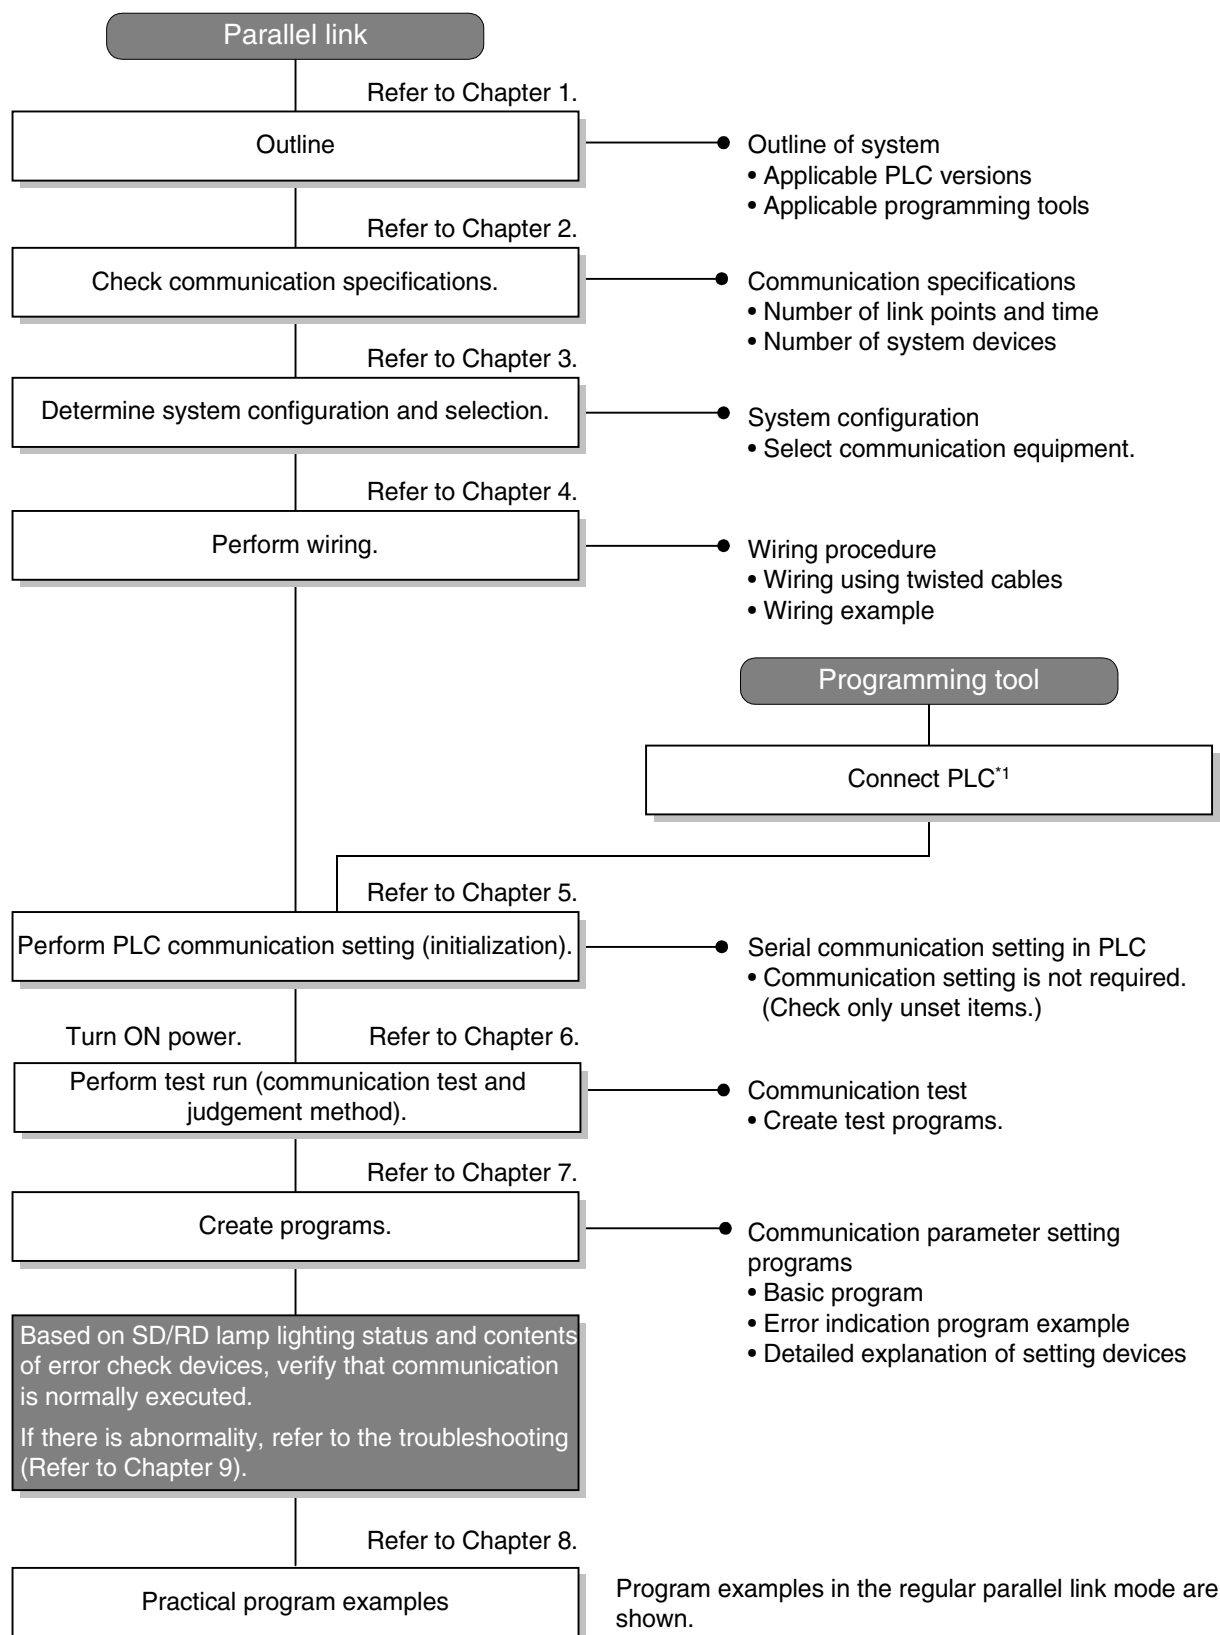 Parallel link
Refer to Chapter 1.
Outline
Outline of system
• Applicable PLC versions
• Applicable programming tools
Refer to Chapter 2.
Check communication specifications.
Communication specifications
• Number of link points and time
• Number of system devices
Refer to Chapter 3.
Determine system configuration and selection.
System configuration
• Select communication equipment.
Refer to Chapter 4.
Perform wiring.
Wiring procedure
• Wiring using twisted cables
• Wiring example
Programming tool
Connect PLC*1
Refer to Chapter 5.
Perform PLC communication setting (initialization).
Serial communication setting in PLC
• Communication setting is not required.
(Check only unset items.)
Turn ON power.
Refer to Chapter 6.
Perform test run (communication test and
judgement method).
Communication test
• Create test programs.
Refer to Chapter 7.
Create programs.
Communication parameter setting
programs
• Basic program
• Error indication program example
• Detailed explanation of setting devices
Based on SD/RD lamp lighting status and contents
of error check devices, verify that communication
is normally executed.
If there is abnormality, refer to the troubleshooting
(Refer to Chapter 9).
Refer to Chapter 8.
Practical program examples
Program examples in the regular parallel link mode are
shown.